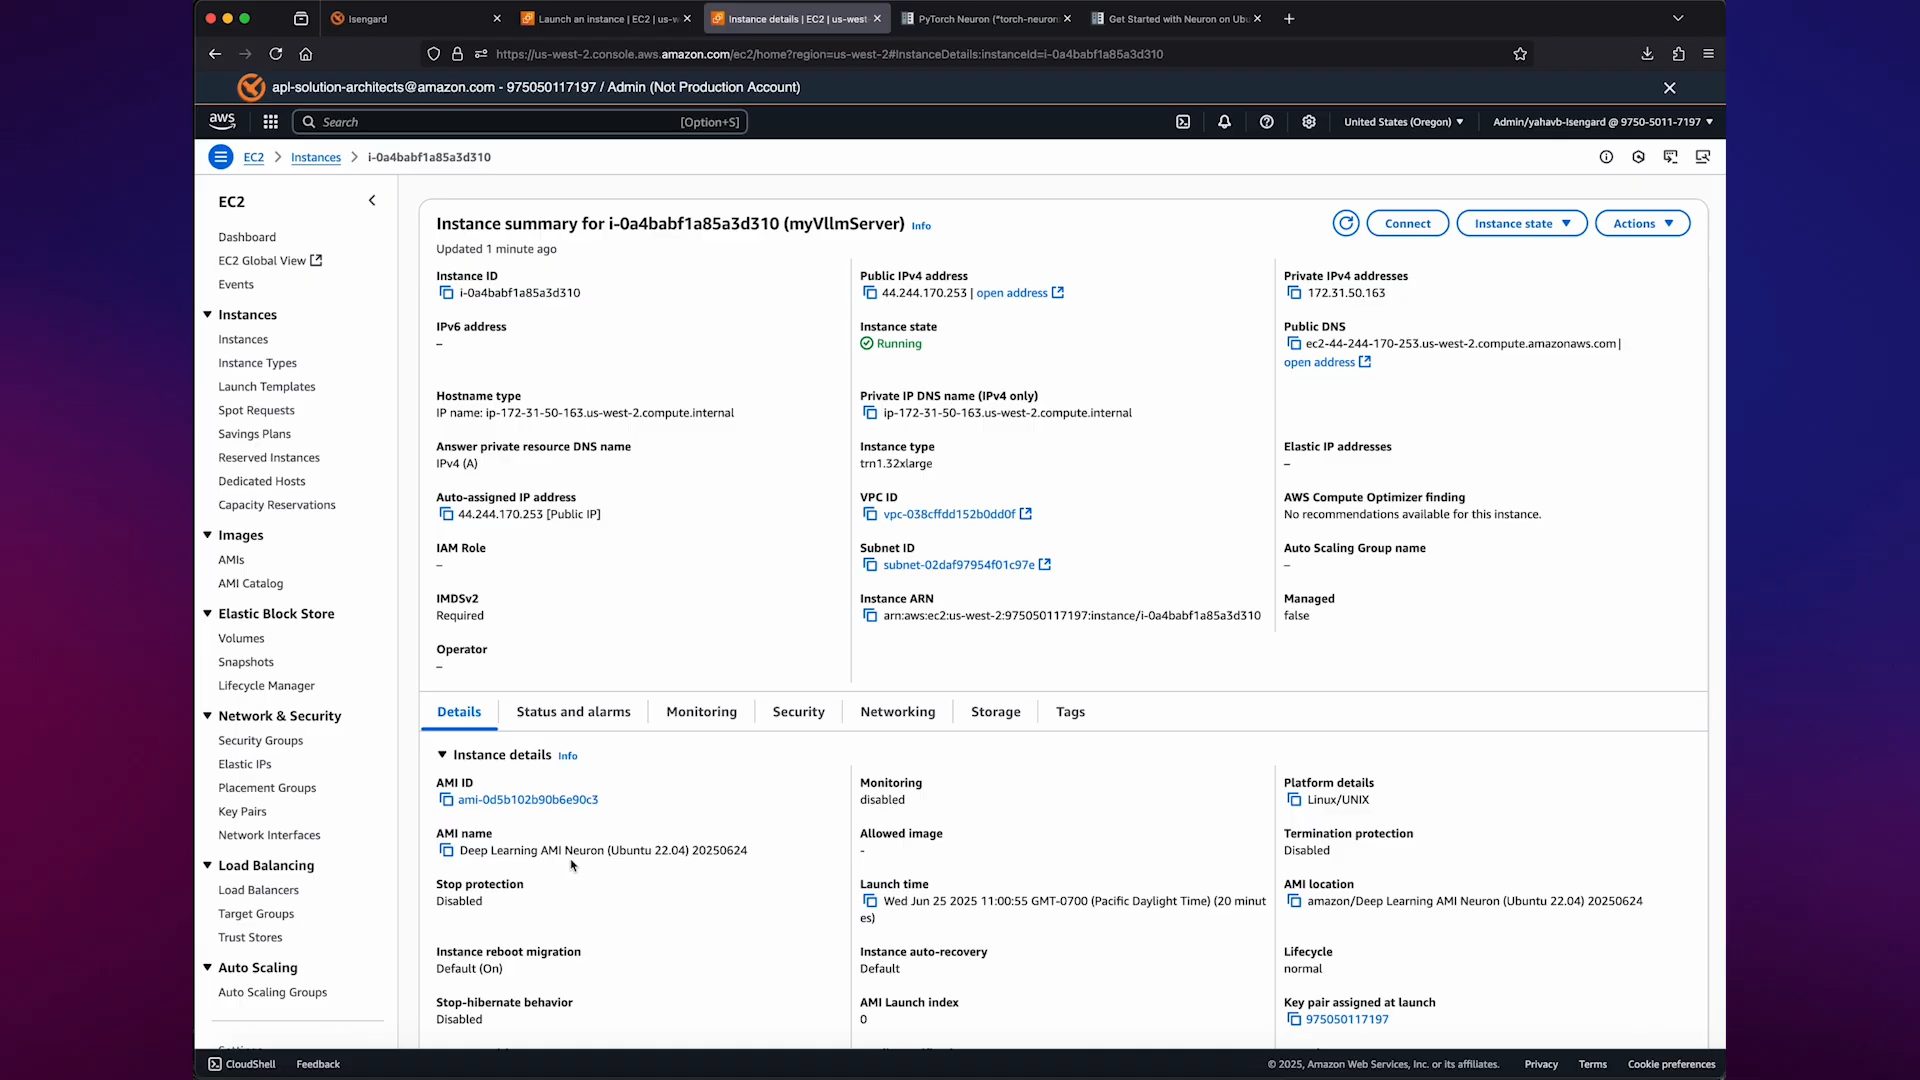 Isengard
Launch an instance | EC2 | us-w
Instance details | EC2 | us-west
PyTorch Neuron (*torch-neuron
Get Started with Neuron on Ubu
https://us-west-2.console.aws.amazon.com/ec2/home?region=us-west-2#InstanceDetails:instanceId=i-0a4babf1a85a3d310
apl-solution-architects@amazon.com - 975050117197 / Admin (Not Production Account)
aws
Search
[Option+S]
United States (Oregon)
Admin/yahavb-Isengard @ 9750-5011-7197
EC2 > Instances > i-0a4babf1a85a3d310
EC2
Dashboard
EC2 Global View
Events
Instances
Instances
Instance Types
Launch Templates
Spot Requests
Savings Plans
Reserved Instances
Dedicated Hosts
Capacity Reservations
Images
AMIs
AMI Catalog
Elastic Block Store
Volumes
Snapshots
Lifecycle Manager
Network & Security
Security Groups
Elastic IPs
Placement Groups
Key Pairs
Network Interfaces
Load Balancing
Load Balancers
Target Groups
Trust Stores
Auto Scaling
Auto Scaling Groups
Instance summary for i-0a4babf1a85a3d310 (myVllmServer) Info
Updated 1 minute ago
Connect
Instance state
Actions
Instance ID
i-0a4babf1a85a3d310
Public IPv4 address
44.244.170.253 | open address
Private IPv4 addresses
172.31.50.163
IPv6 address
–
Instance state
Running
Public DNS
ec2-44-244-170-253.us-west-2.compute.amazonaws.com |
open address
Hostname type
IP name: ip-172-31-50-163.us-west-2.compute.internal
Private IP DNS name (IPv4 only)
ip-172-31-50-163.us-west-2.compute.internal
Answer private resource DNS name
IPv4 (A)
Instance type
trn1.32xlarge
Elastic IP addresses
–
Auto-assigned IP address
44.244.170.253 [Public IP]
VPC ID
vpc-038cffdd152b0dd0f
AWS Compute Optimizer finding
No recommendations available for this instance.
IAM Role
–
Subnet ID
subnet-02daf97954f01c97e
Auto Scaling Group name
–
IMDSv2
Required
Instance ARN
arn:aws:ec2:us-west-2:975050117197:instance/i-0a4babf1a85a3d310
Managed
false
Operator
–
Details
Status and alarms
Monitoring
Security
Networking
Storage
Tags
Instance details Info
AMI ID
ami-0d5b102b90b6e90c3
Monitoring
disabled
Platform details
Linux/UNIX
AMI name
Deep Learning AMI Neuron (Ubuntu 22.04) 20250624
Allowed image
-
Termination protection
Disabled
Stop protection
Disabled
Launch time
Wed Jun 25 2025 11:00:55 GMT-0700 (Pacific Daylight Time) (20 minut
es)
AMI location
amazon/Deep Learning AMI Neuron (Ubuntu 22.04) 20250624
Instance reboot migration
Default (On)
Instance auto-recovery
Default
Lifecycle
normal
Stop-hibernate behavior
Disabled
AMI Launch index
0
Key pair assigned at launch
975050117197
CloudShell
Feedback
© 2025, Amazon Web Services, Inc. or its affiliates.
Privacy
Terms
Cookie preferences